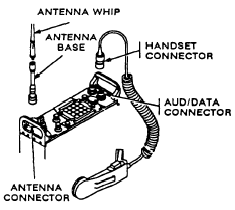 ANTENNA WHIP
ANTENNA
BASE
HANDSET
CONNECTOR
AUD/DATA
CONNECTOR
ANTENNA
CONNECTOR